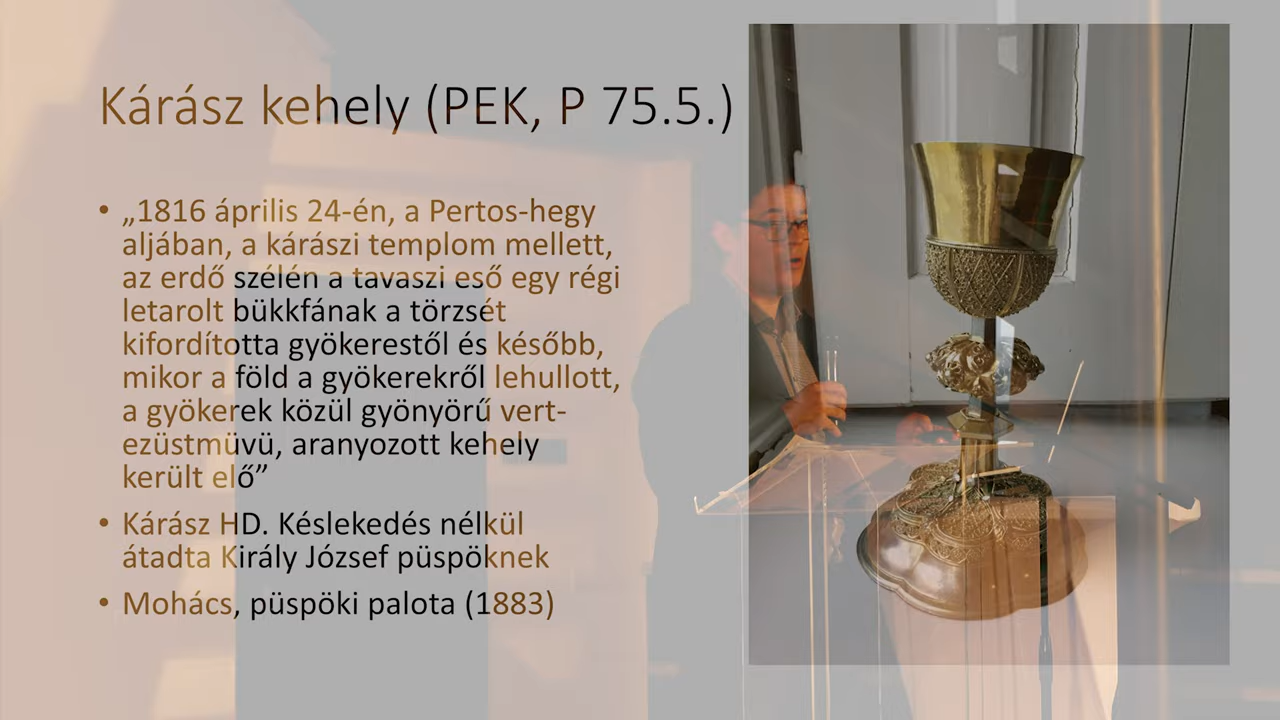 Kárász kehely (PEK, P 75.5.)
• „1816 április 24-én, a Pertos-hegy
aljában, a kárászi templom mellett,
az erdő szélén a tavaszi eső egy régi
letarolt bükkfának a törzsét
kifordította gyökerestől és később,
mikor a föld a gyökerekről lehullott,
a gyökerek közül gyönyörű vert-
ezüstmüvü, aranyozott kehely
került elő”
• Kárász HD. Késlekedés nélkül
átadta Király József püspöknek
• Mohács, püspöki palota (1883)